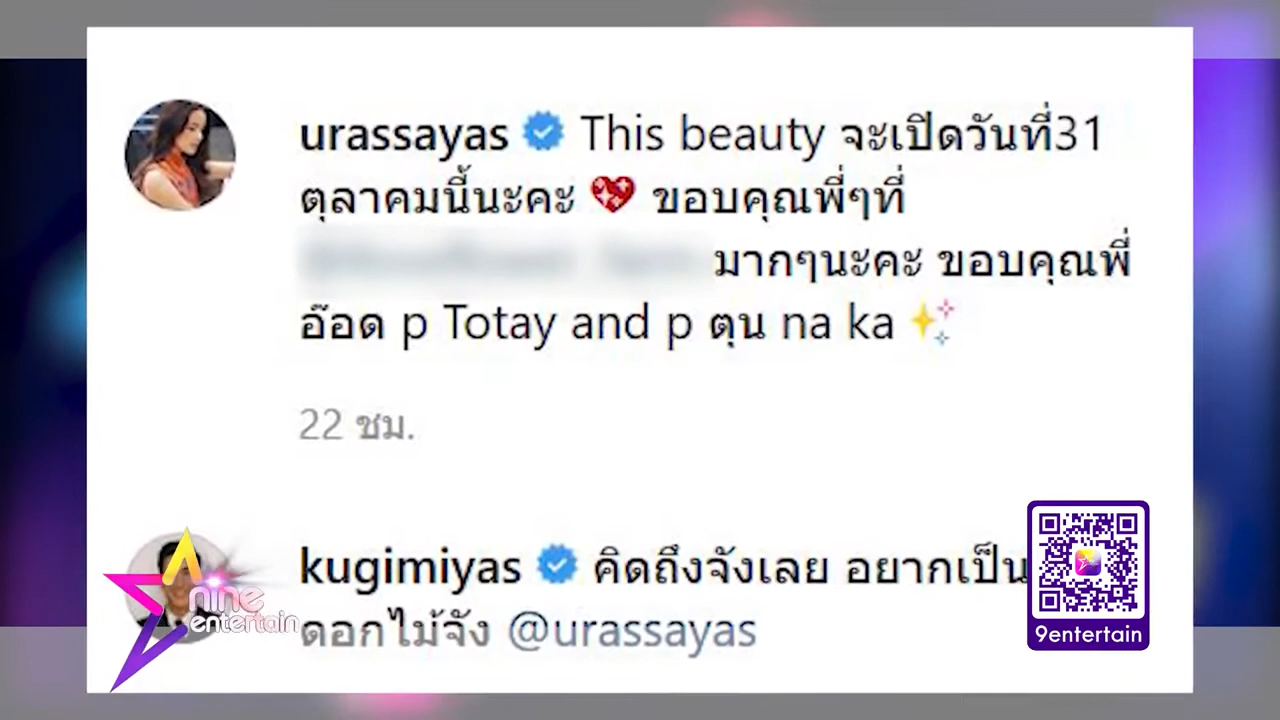 urassayas This beauty จะเปิดวันที่31
ตุลาคมนี้นะคะ 💖 ขอบคุณพี่ๆที่
มากๆนะคะ ขอบคุณพี่
อ๊อด p Totay and p ตุน na ka ✨
22 ชม.
kugimiyas คิดถึงจังเลย อยากเป็น
ดอกไม้จัง @urassayas
nine
entertain
9entertain